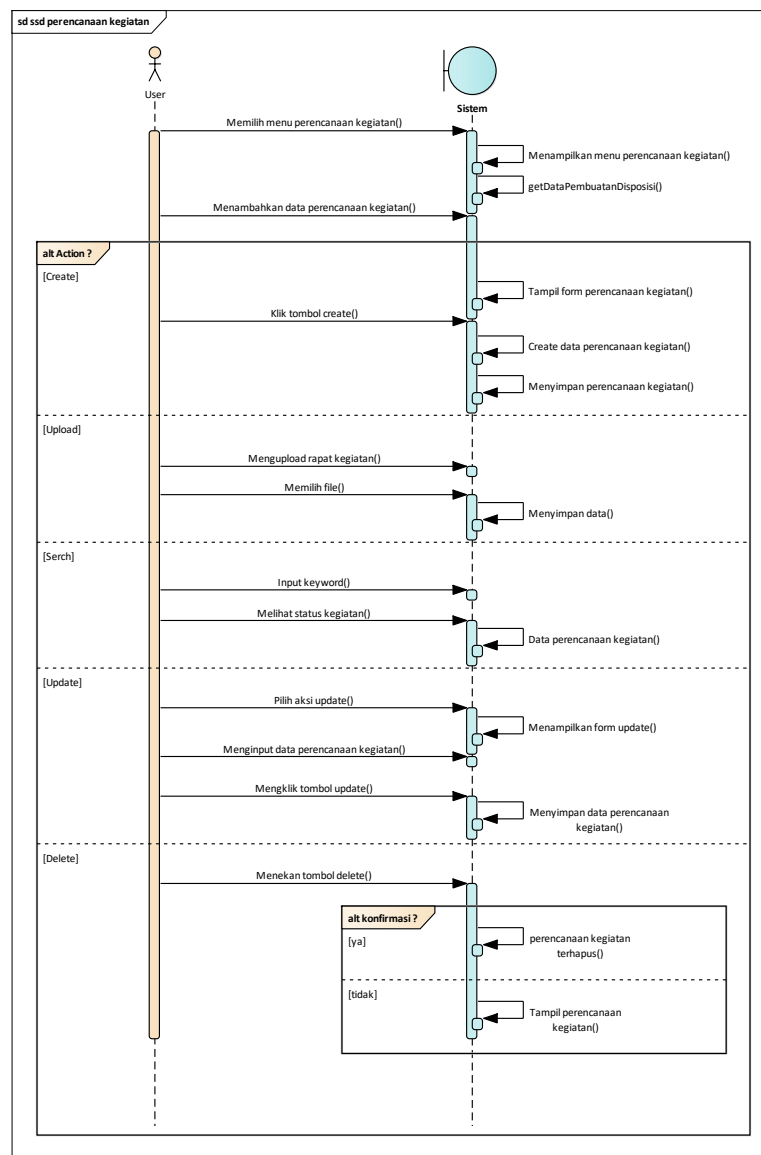 sd ssd perencanaan kegiatan
User
Sistem
Memilih menu perencanaan kegiatan()
Menampilkan menu perencanaan kegiatan()
getDataPembuatanDisposisi()
Menambahkan data perencanaan kegiatan()
alt Action ?
[Create]
Tampil form perencanaan kegiatan()
Klik tombol create()
Create data perencanaan kegiatan()
Menyimpan perencanaan kegiatan()
[Upload]
Mengupload rapat kegiatan()
Memilih file()
Menyimpan data()
[Serch]
Input keyword()
Melihat status kegiatan()
Data perencanaan kegiatan()
[Update]
Pilih aksi update()
Menampilkan form update()
Menginput data perencanaan kegiatan()
Mengklik tombol update()
Menyimpan data perencanaan
kegiatan()
[Delete]
Menekan tombol delete()
alt konfirmasi ?
[ya]
perencanaan kegiatan
terhapus()
[tidak]
Tampil perencanaan
kegiatan()